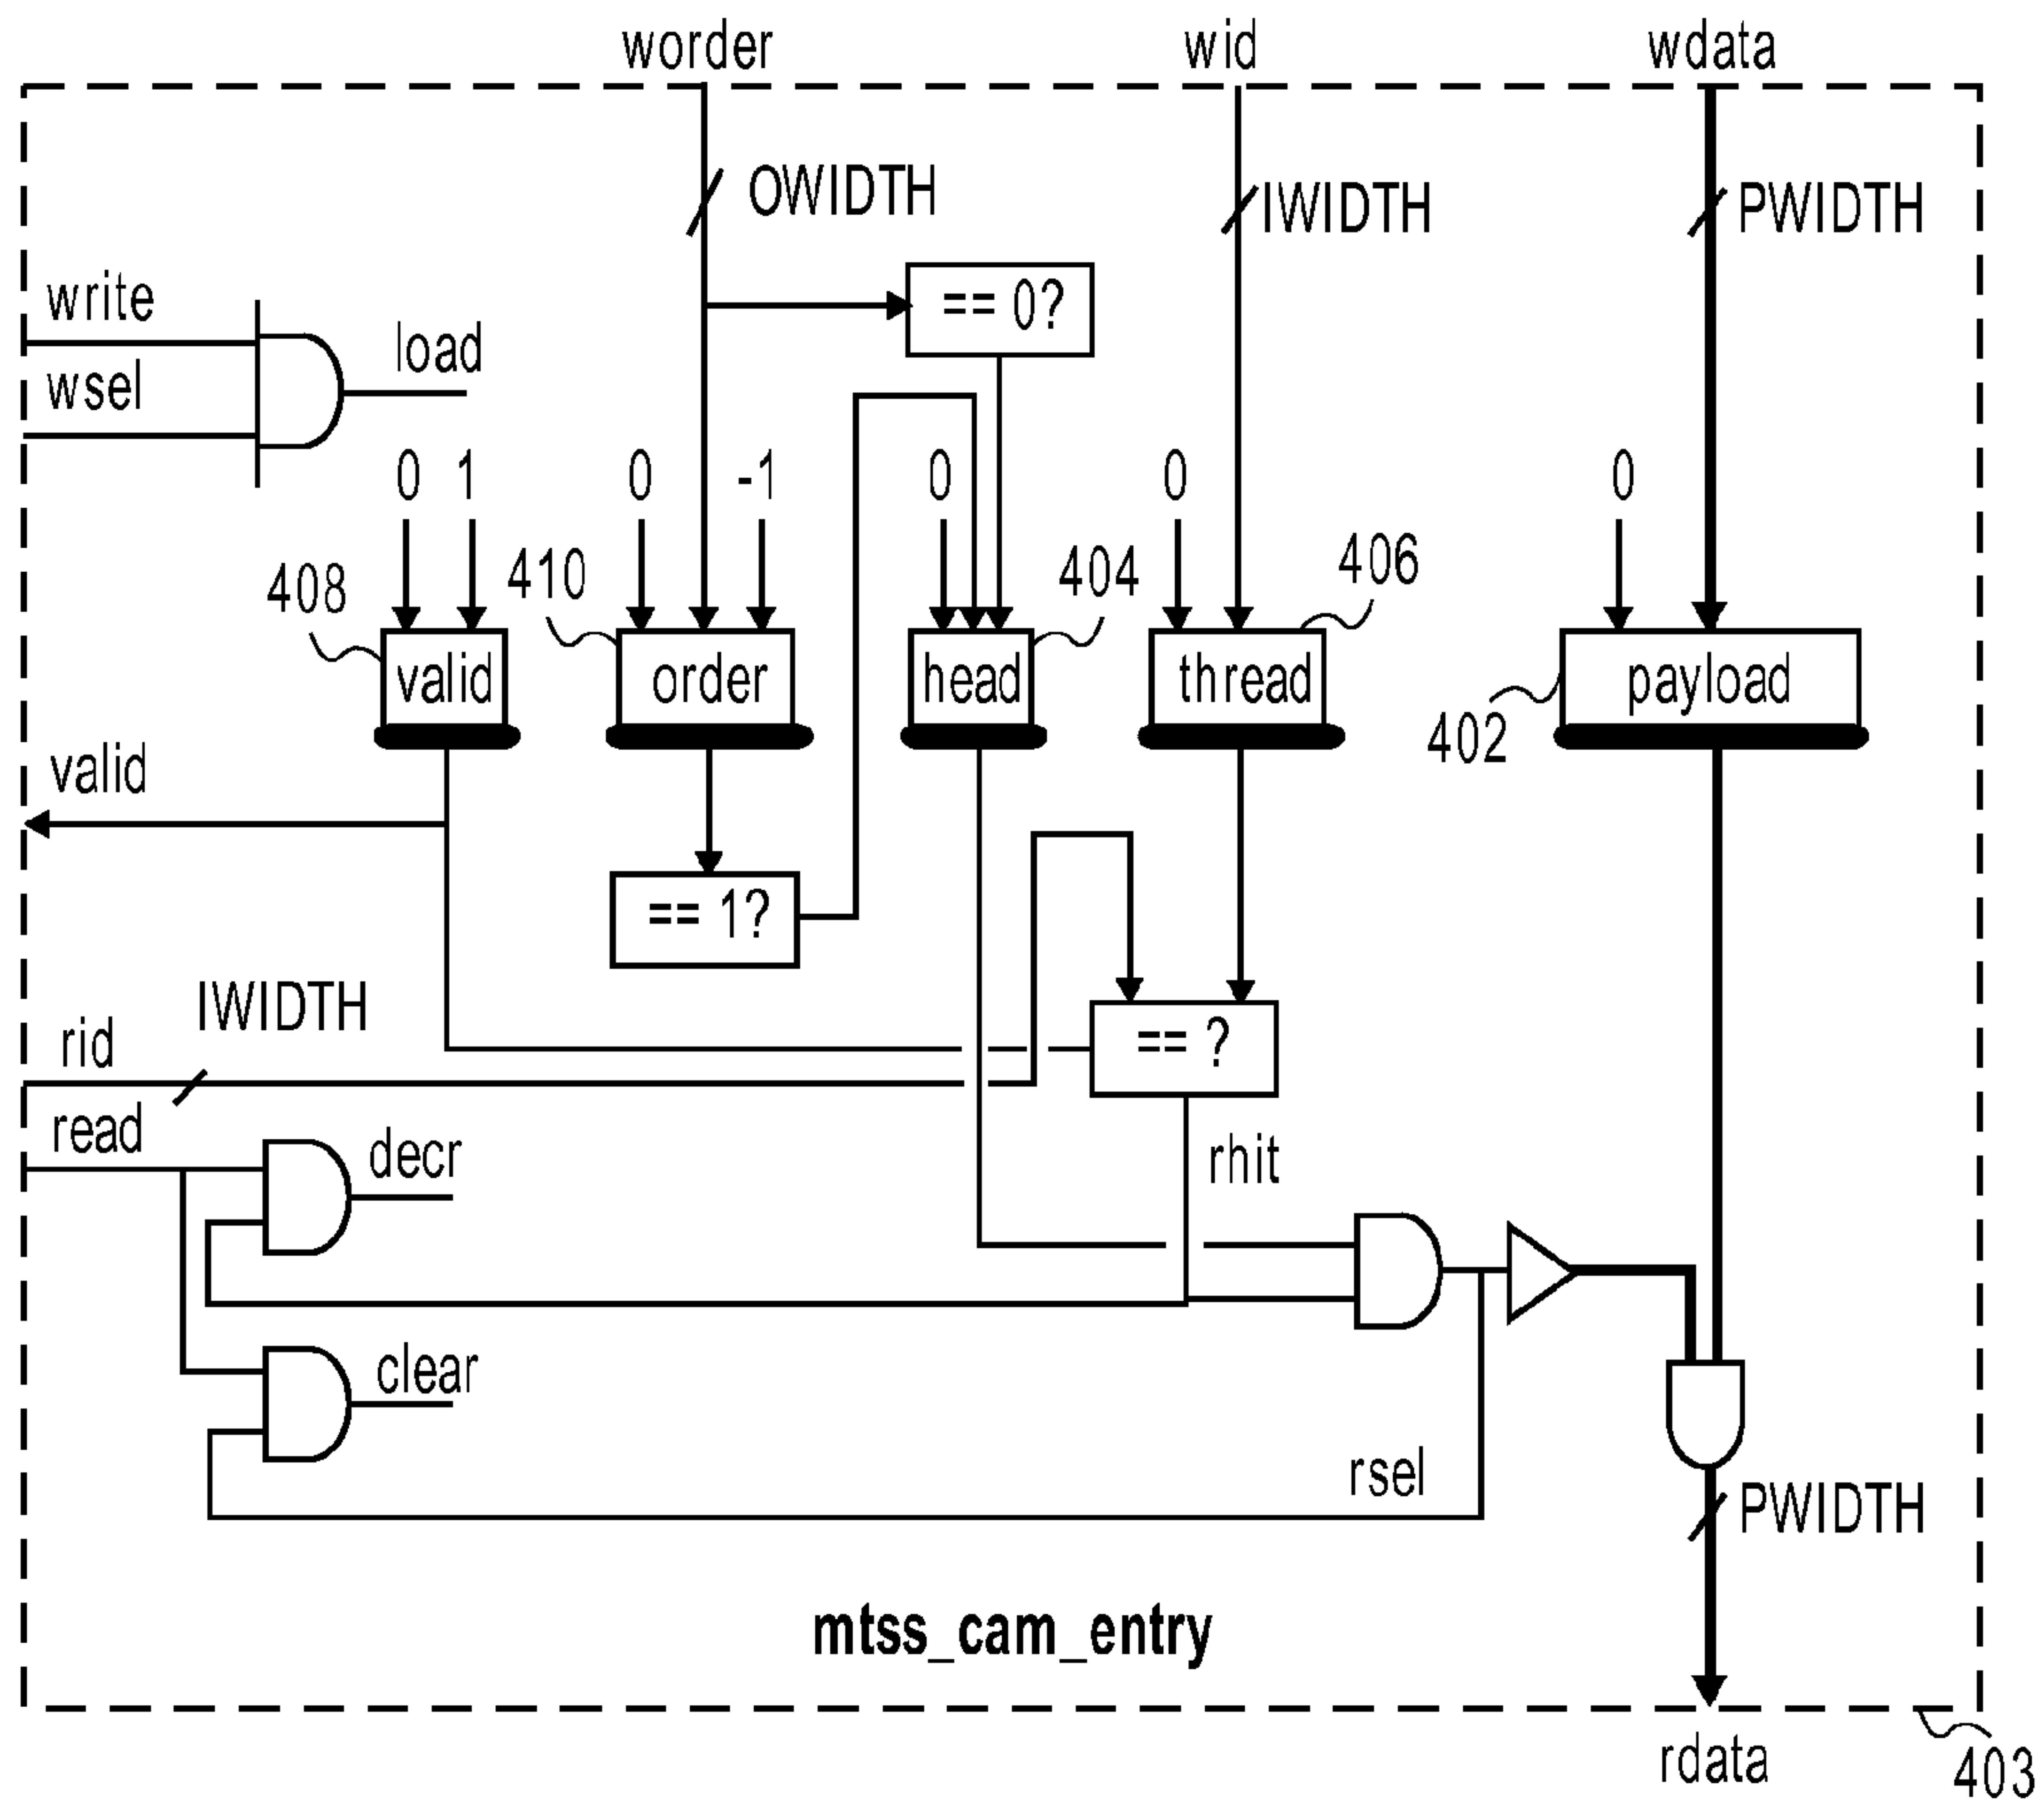 worder wid wdata
OWIDTH IWIDTH PWIDTH
write == 0?
load
wsel
0 1 0 -1 0 0 0
408 410 404 406
valid order head thread payload
402
valid
== 1?
IWIDTH
rid == ?
read decr rhit
clear
rsel PWIDTH
mtss_cam_entry
rdata 403